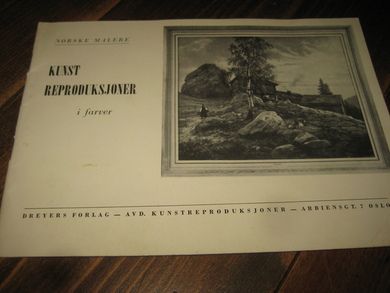 NORSKE MALERE
KUNST
REPRODUKSJONER
i farver
DREYERS FORLAG — AVD. KUNSTREPRODUKSJONER — ARBIENSGT. 7 OSLO